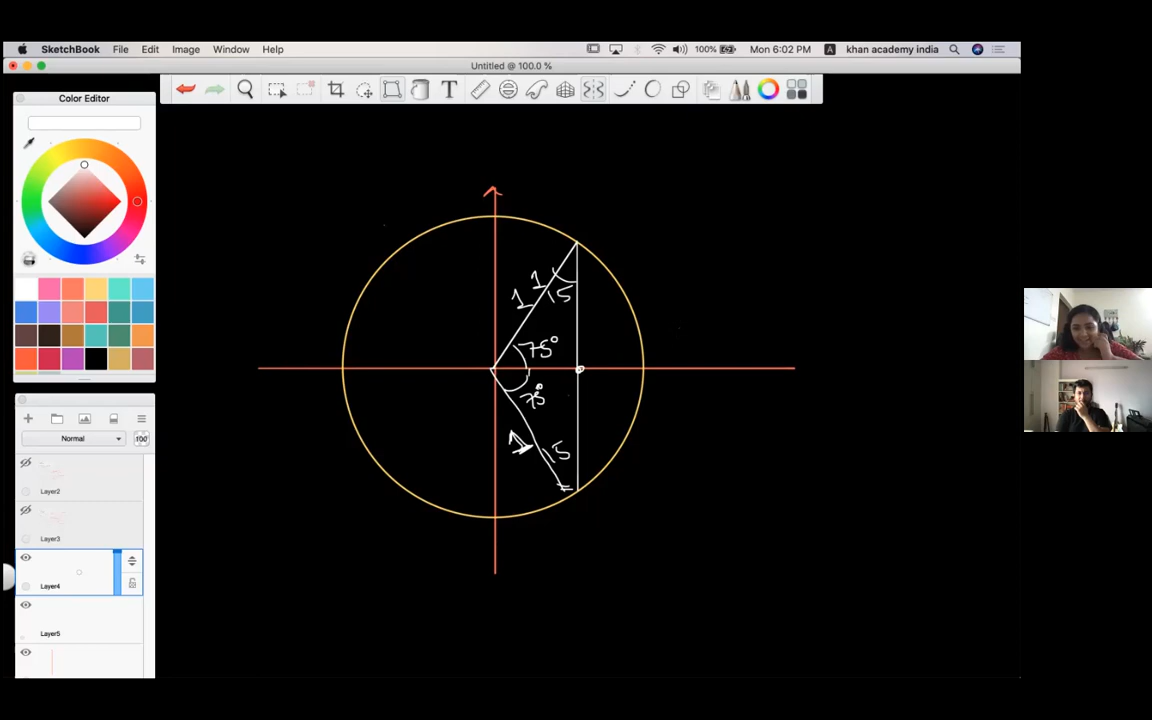 SketchBook File Edit Image Window Help
100% Mon 6:02 PM A khan academy india
Untitled @ 100.0 %
Color Editor
T
Normal 100
Layer2
Layer3
Layer4
Layer5
1 1 15
75°
75°
1 15